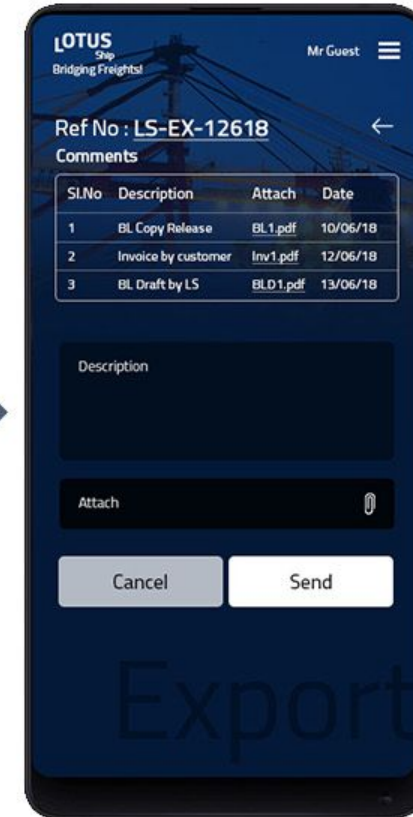 LOTUS
Ship
Bridging Freights!
Mr Guest
Ref No : LS-EX-12618
Comments
Sl.No Description Attach Date
1 BL Copy Release BL1.pdf 10/06/18
2 Invoice by customer Inv1.pdf 12/06/18
3 BL Draft by LS BLD1.pdf 13/06/18
Description
Attach
Cancel Send
Export